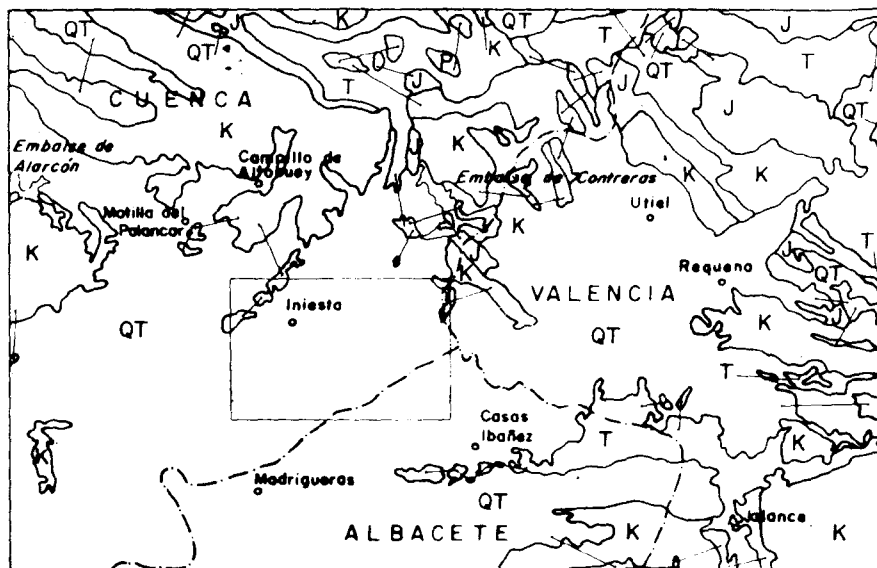 QT
J
K
QT
J
QT
T
O
J
P
K
T
QT
J
T
J
QT
CUENCA
K
Embalse de
Alarcón
Campillo de
Altobuey
K
Embalse de Contreras
K
K
Utiel
Motilla del
Palancar
K
K
T
K
Requena
J
QT
Iniesta
VALENCIA
QT
QT
K
J
T
Casas
Ibañez
T
K
K
Madrigueras
QT
ALBACETE
K
Jalance
K